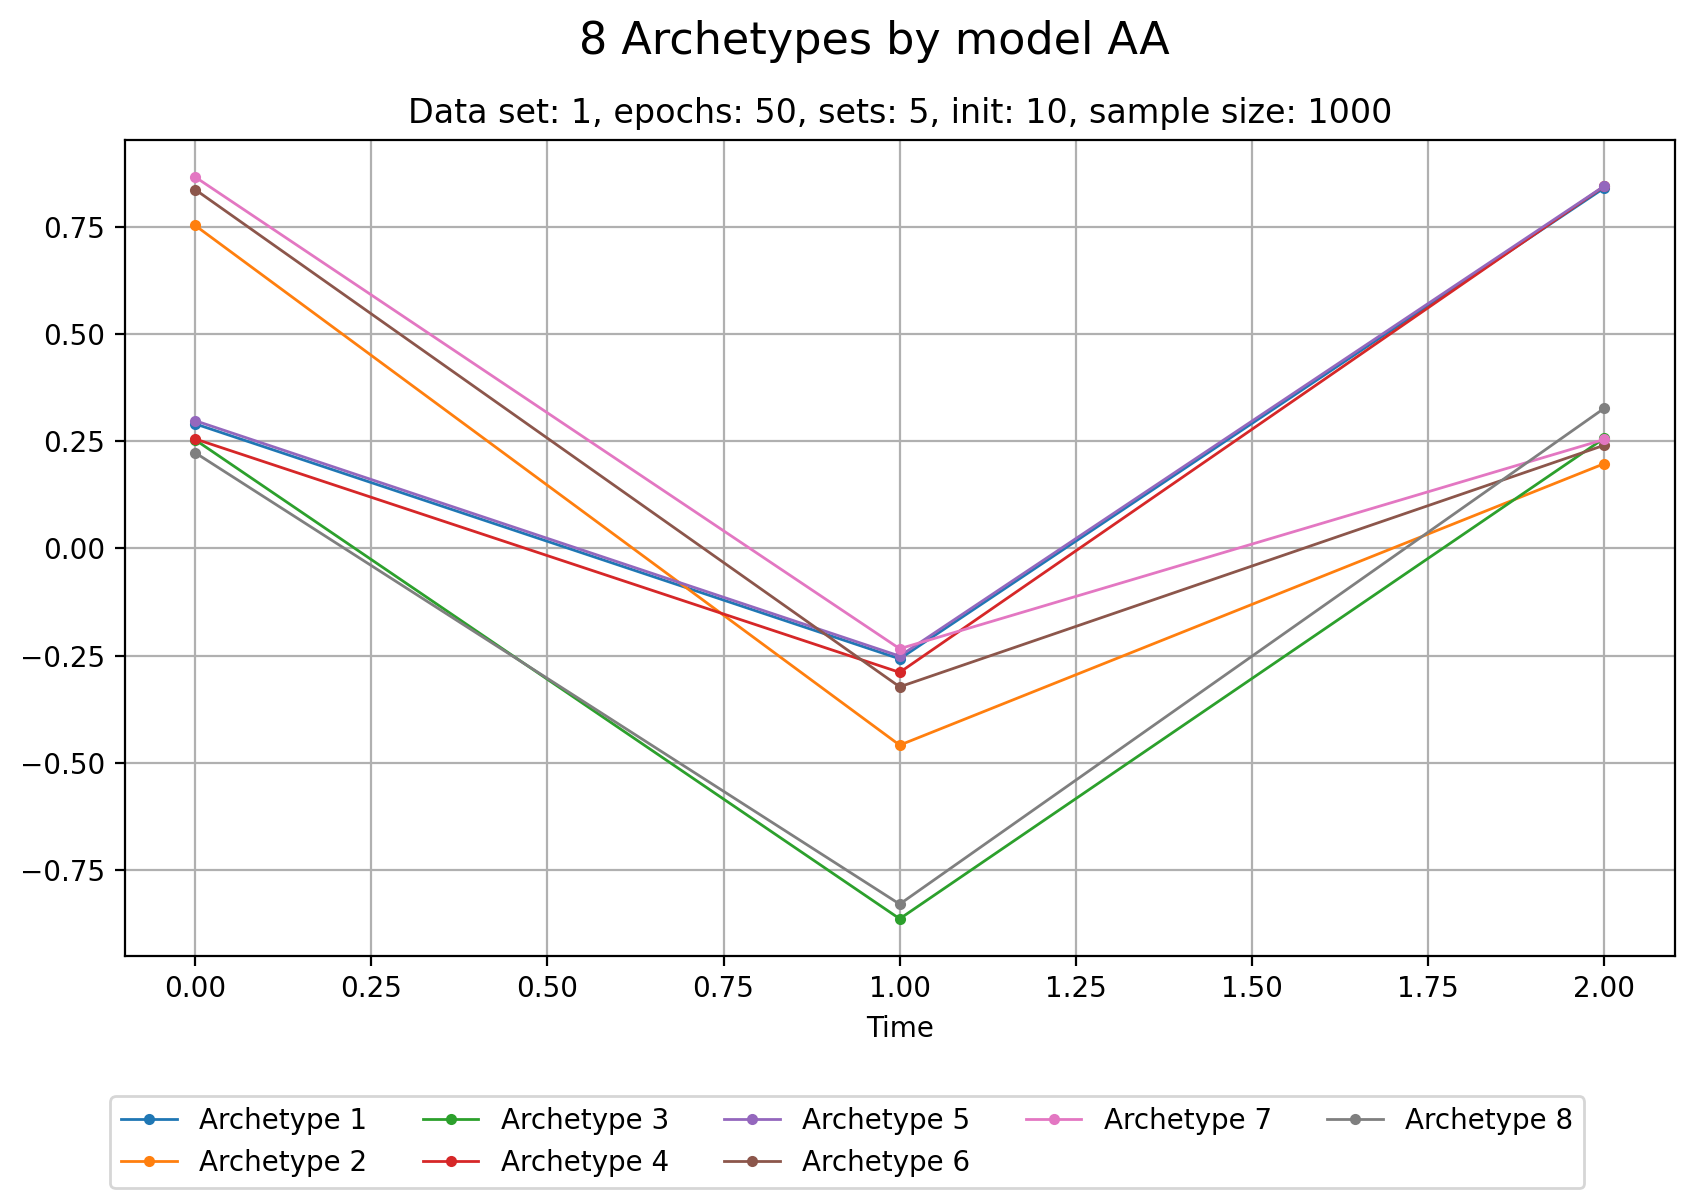 8 Archetypes by model AA
Data set: 1, epochs: 50, sets: 5, init: 10, sample size: 1000
0.75
0.50
0.25
0.00
−0.25
−0.50
−0.75
0.00 0.25 0.50 0.75 1.00 1.25 1.50 1.75 2.00
Time
Archetype 1 Archetype 3 Archetype 5 Archetype 7 Archetype 8
Archetype 2 Archetype 4 Archetype 6